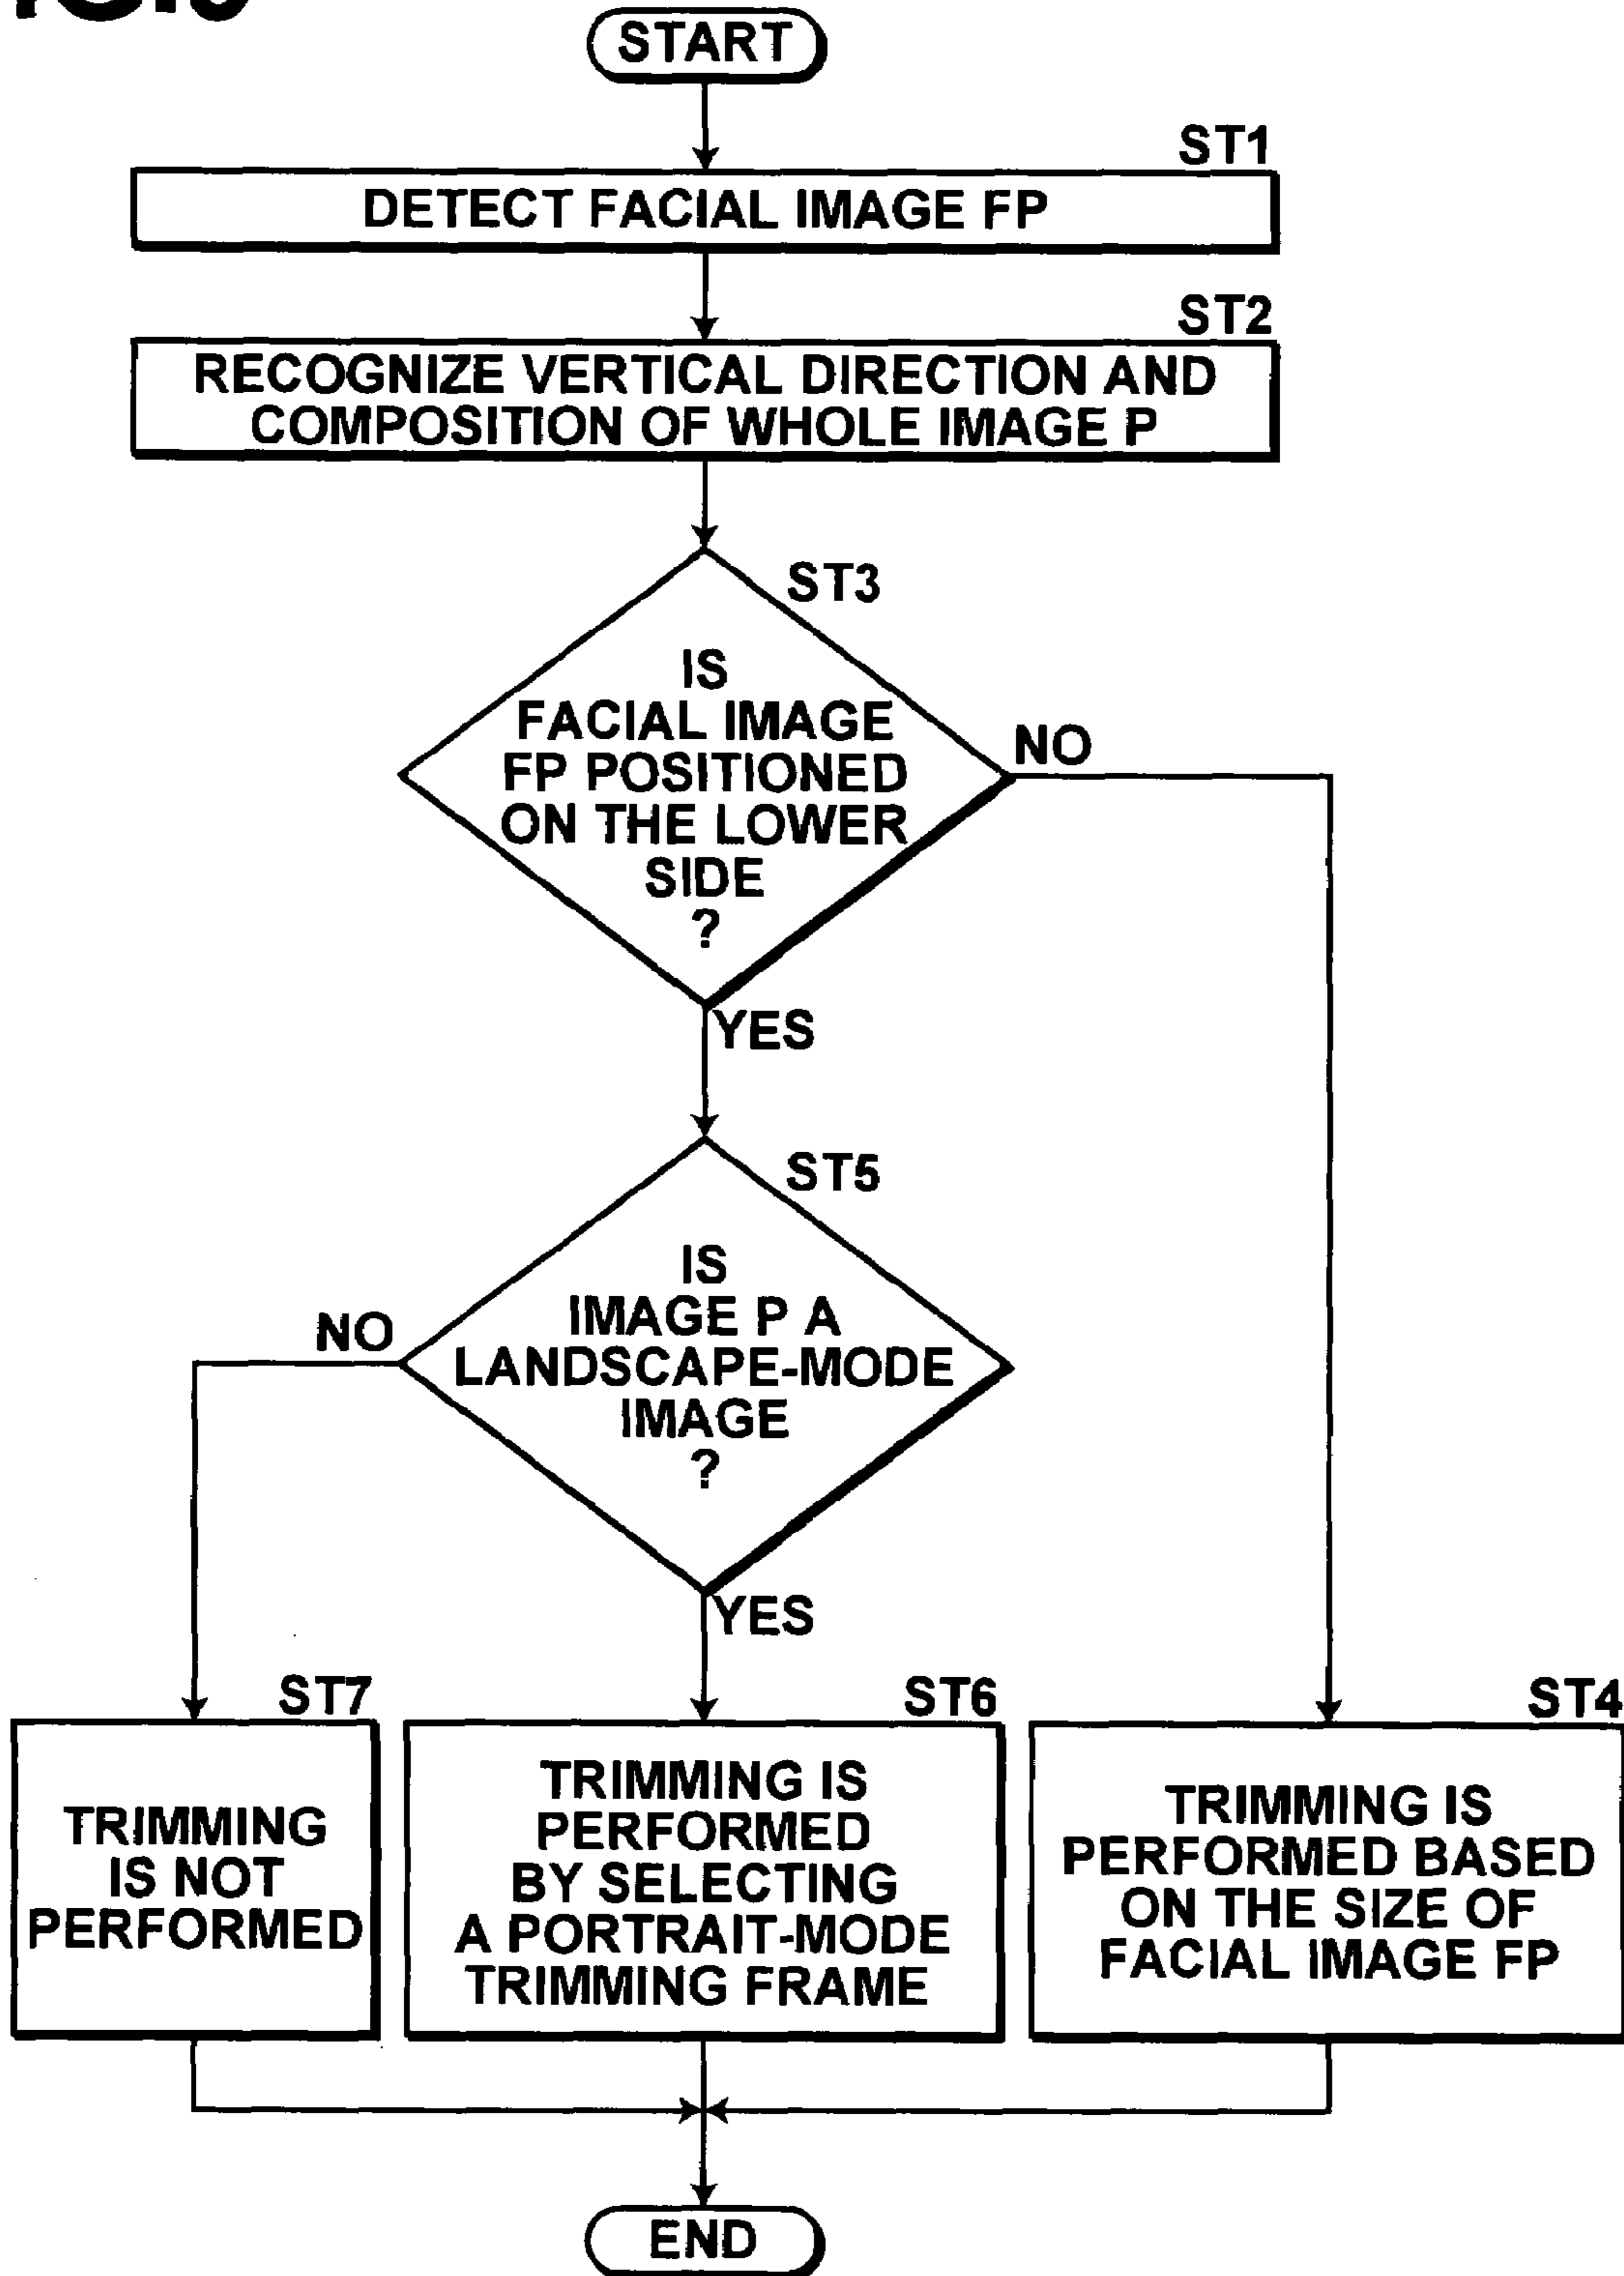 START
ST1
DETECT FACIAL IMAGE FP
ST2
RECOGNIZE VERTICAL DIRECTION AND
COMPOSITION OF WHOLE IMAGE P
ST3
IS
FACIAL IMAGE
FP POSITIONED
ON THE LOWER
SIDE
?
NO
YES
ST5
IS
IMAGE P A
LANDSCAPE-MODE
IMAGE
?
NO
YES
ST7
TRIMMING
IS NOT
PERFORMED
ST6
TRIMMING IS
PERFORMED
BY SELECTING
A PORTRAIT-MODE
TRIMMING FRAME
ST4
TRIMMING IS
PERFORMED BASED
ON THE SIZE OF
FACIAL IMAGE FP
END